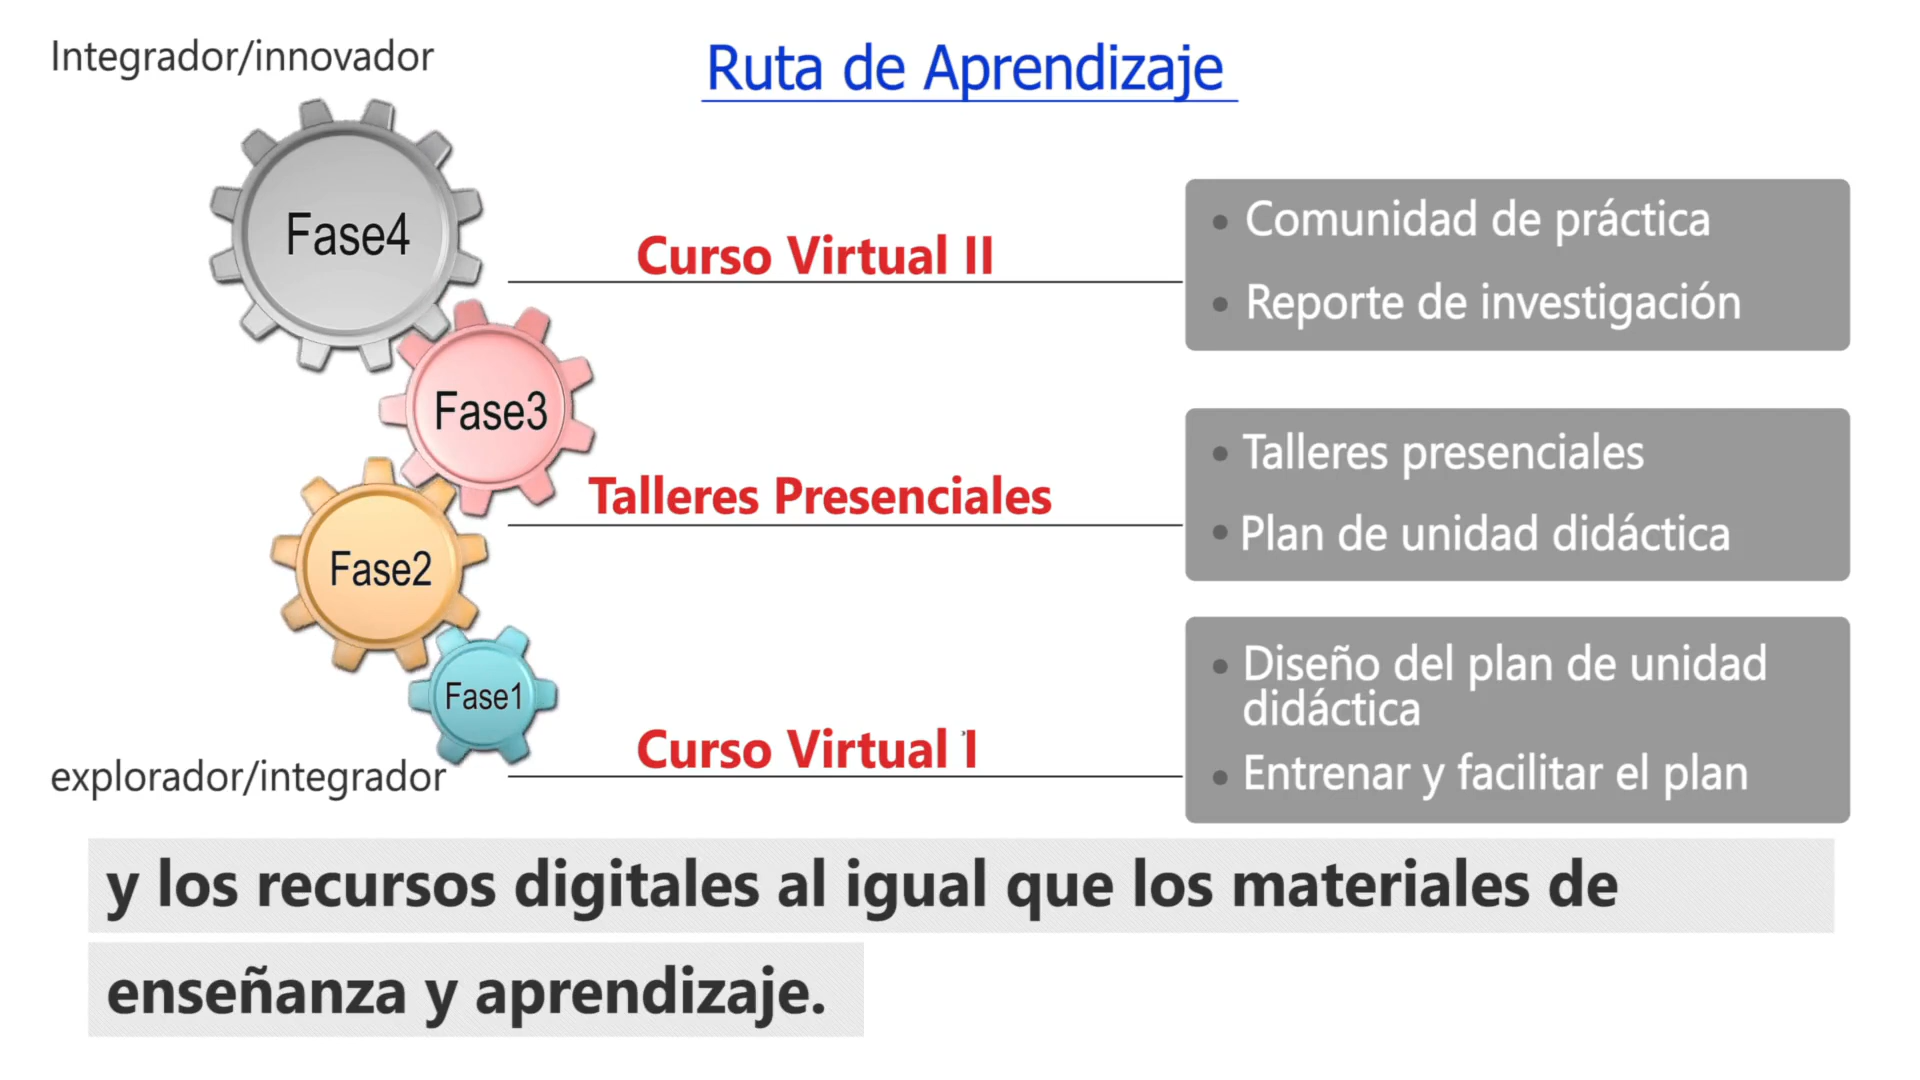 Integrador/innovador
Ruta de Aprendizaje
Fase4
Curso Virtual II
• Comunidad de práctica
• Reporte de investigación
Fase3
Talleres Presenciales
• Talleres presenciales
• Plan de unidad didáctica
Fase2
Fase1
Curso Virtual I
• Diseño del plan de unidad
didáctica
• Entrenar y facilitar el plan
explorador/integrador
y los recursos digitales al igual que los materiales de
enseñanza y aprendizaje.